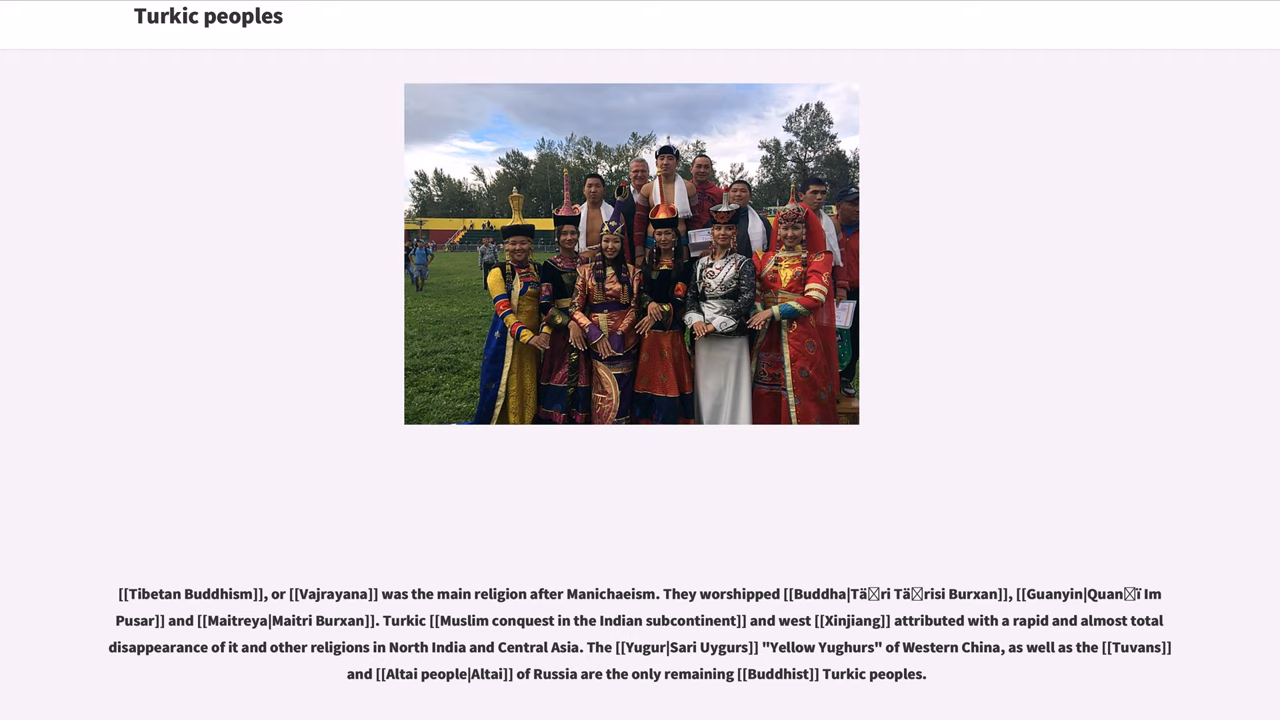 Turkic peoples
[[Tibetan Buddhism]], or [[Vajrayana]] was the main religion after Manichaeism. They worshipped [[Buddha|Tä□ri Tä□risi Burxan]], [[Guanyin|Quan□ï Im
Pusar]] and [[Maitreya|Maitri Burxan]]. Turkic [[Muslim conquest in the Indian subcontinent]] and west [[Xinjiang]] attributed with a rapid and almost total
disappearance of it and other religions in North India and Central Asia. The [[Yugur|Sari Uygurs]] "Yellow Yughurs" of Western China, as well as the [[Tuvans]]
and [[Altai people|Altai]] of Russia are the only remaining [[Buddhist]] Turkic peoples.